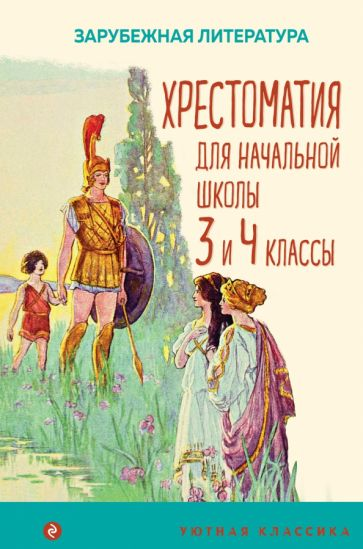 ЗАРУБЕЖНАЯ ЛИТЕРАТУРА
ХРЕСТОМАТИЯ
ДЛЯ НАЧАЛЬНОЙ
ШКОЛЫ
3 И 4 КЛАССЫ
УЮТНАЯ КЛАССИКА